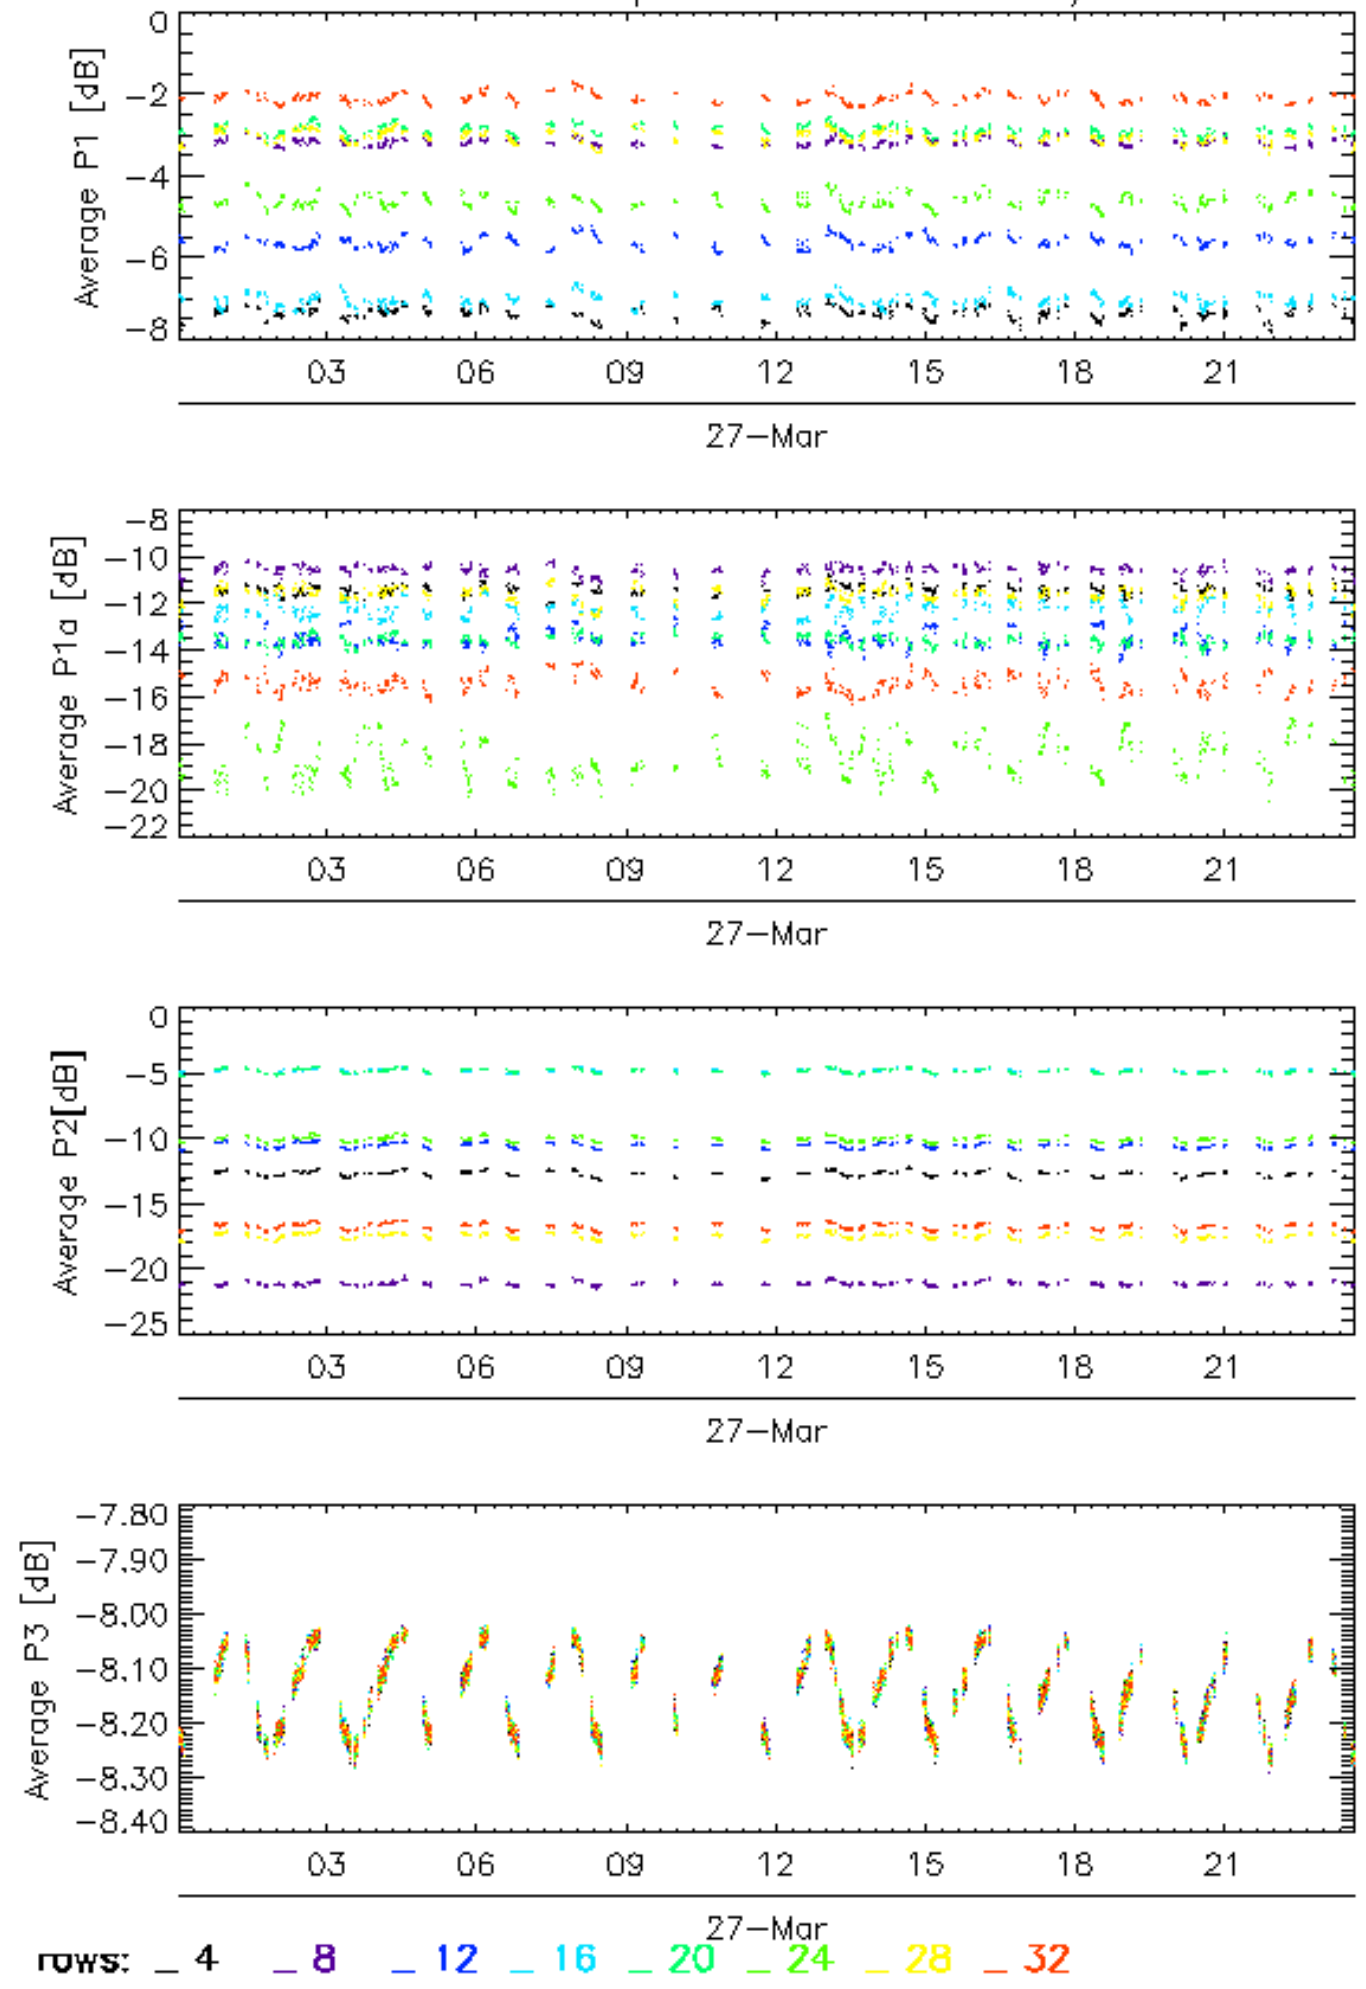 0
-2
-4
-6
-8
Average P1 [dB]
03 06 09 12 15 18 21
27-Mar
-8
-10
-12
-14
-16
-18
-20
-22
Average P1a [dB]
03 06 09 12 15 18 21
27-Mar
0
-5
-10
-15
-20
-25
Average P2[dB]
03 06 09 12 15 18 21
27-Mar
-7.80
-7.90
-8.00
-8.10
-8.20
-8.30
-8.40
Average P3 [dB]
03 06 09 12 15 18 21
27-Mar
rows: _ 4 _ 8 _ 12 _ 16 _ 20 _ 24 _ 28 _ 32